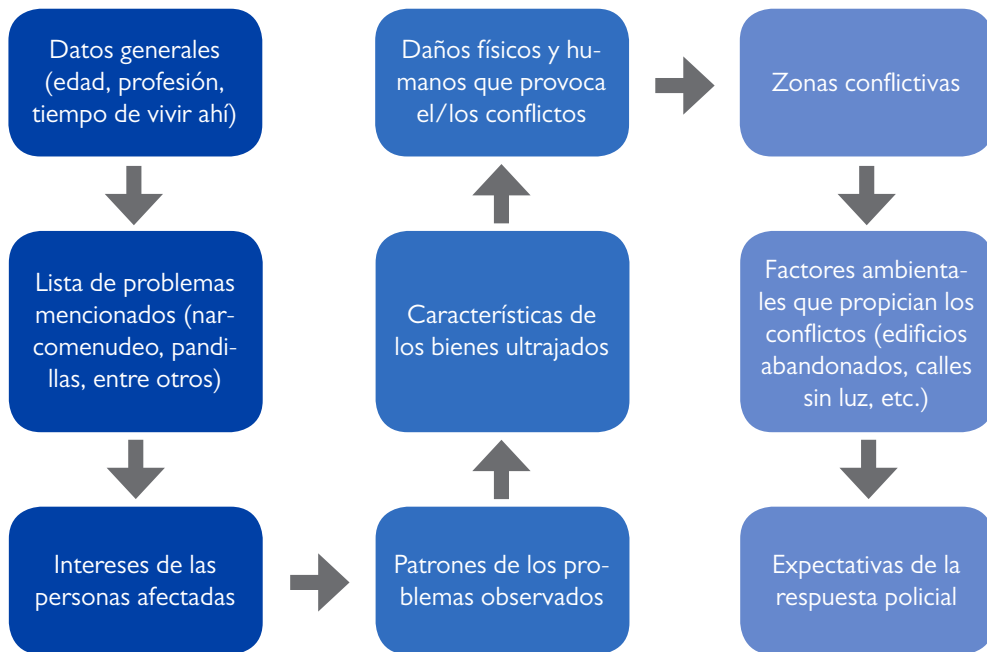 Datos generales
(edad, profesión,
tiempo de vivir ahí)
Lista de problemas
mencionados (nar-
comenudeo, pandi-
llas, entre otros)
Intereses de las
personas afectadas
Patrones de los pro-
blemas observados
Características de
los bienes ultrajados
Daños físicos y hu-
manos que provoca
el/los conflictos
Zonas conflictivas
Factores ambienta-
les que propician los
conflictos (edificios
abandonados, calles
sin luz, etc.)
Expectativas de la
respuesta policial